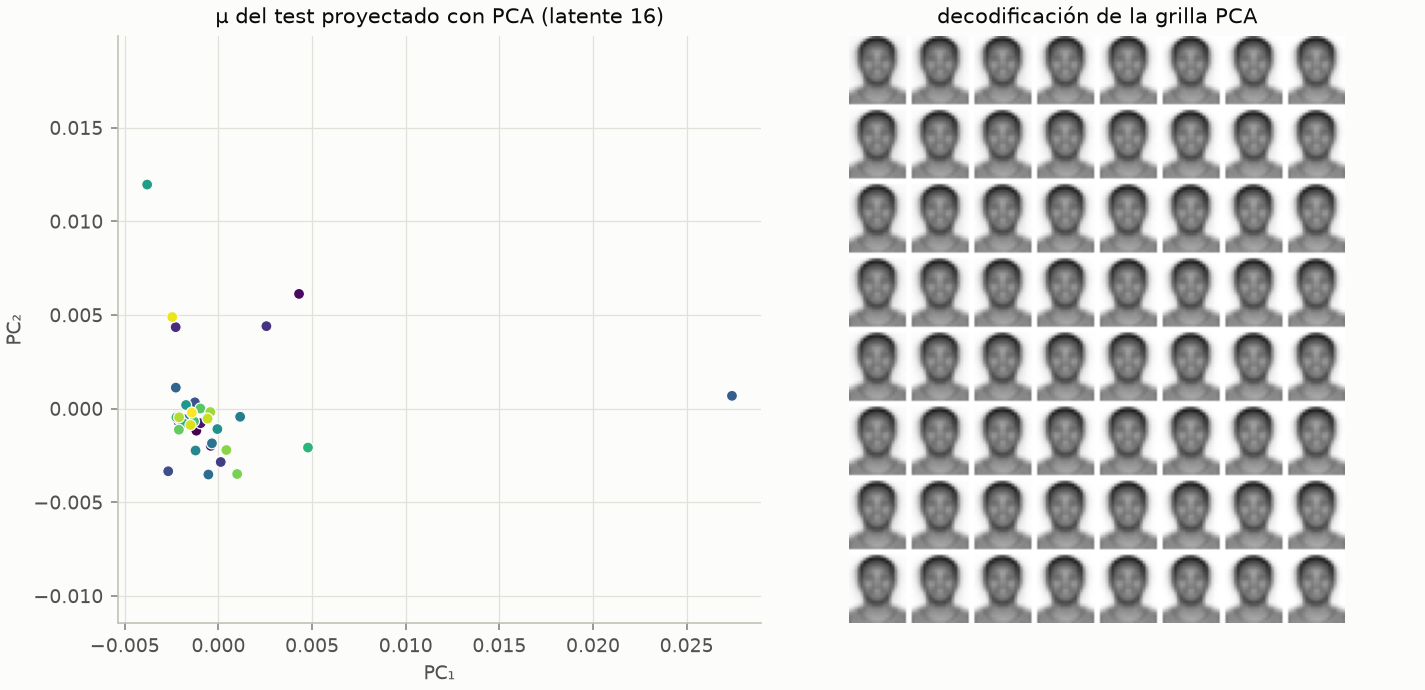 μ del test proyectado con PCA (latente 16)
decodificación de la grilla PCA
0.015
0.010
0.005
0.000
−0.005
−0.010
PC₂
−0.005 0.000 0.005 0.010 0.015 0.020 0.025
PC₁